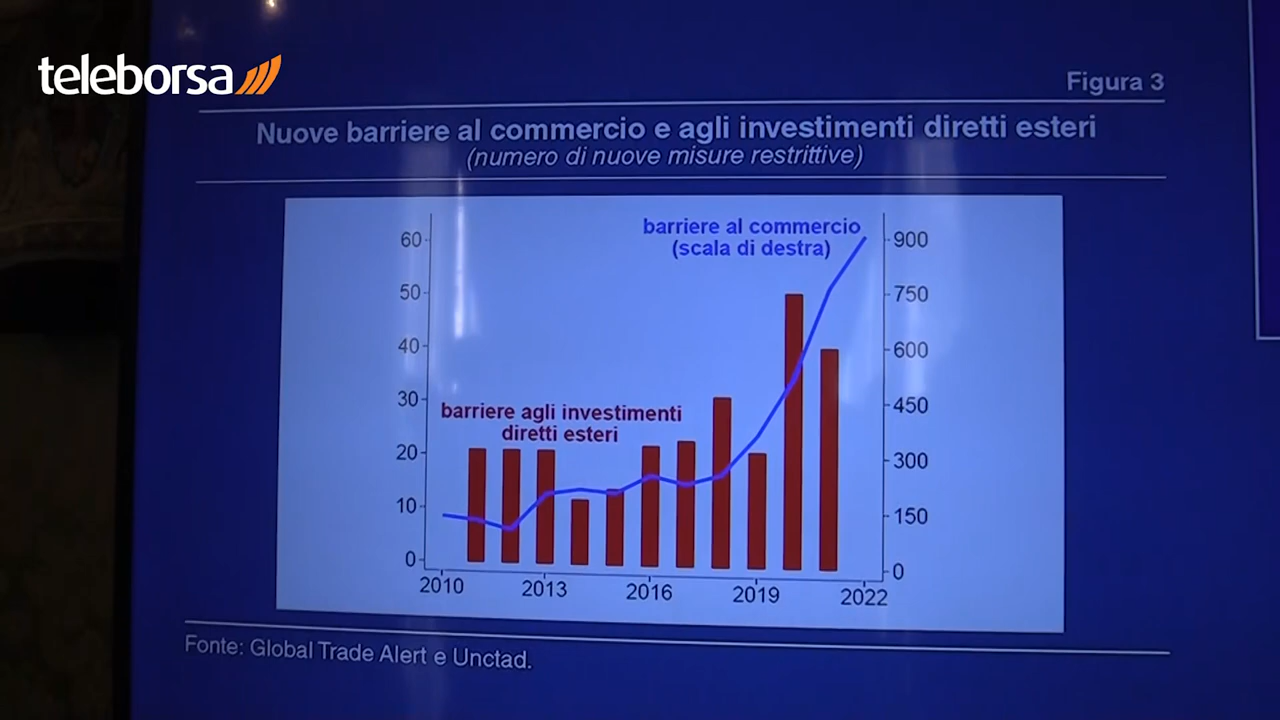 teleborsa
Figura 3
Nuove barriere al commercio e agli investimenti diretti esteri
(numero di nuove misure restrittive)
barriere al commercio
(scala di destra)
60
50
40
30
20
10
0
900
750
600
450
300
150
0
barriere agli investimenti
diretti esteri
2010
2013
2016
2019
2022
Fonte: Global Trade Alert e Unctad.